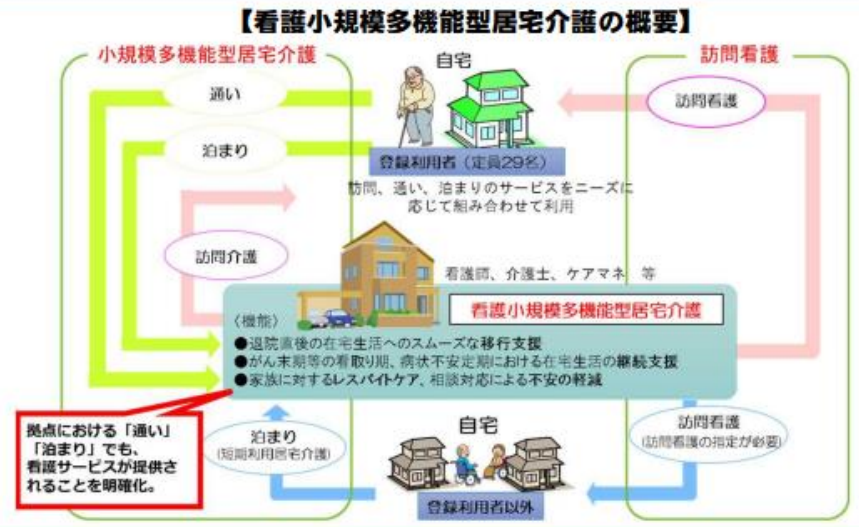 【看護小規模多機能型居宅介護の概要】
小規模多機能型居宅介護
訪問看護
自宅
通い
泊まり
訪問看護
登録利用者（定員29名）
訪問、通い、泊まりのサービスをニーズに
応じて組み合わせて利用
訪問介護
看護師、介護士、ケアマネ　等
看護小規模多機能型居宅介護
〈機能〉
●退院直後の在宅生活へのスムーズな移行支援
●がん末期等の看取り期、病状不安定期における在宅生活の継続支援
●家族に対するレスパイトケア、相談対応による不安の軽減
拠点における「通い」
「泊まり」でも、
看護サービスが提供さ
れることを明確化。
泊まり
(短期利用居宅介護)
自宅
訪問看護
(訪問看護の指定が必要)
登録利用者以外